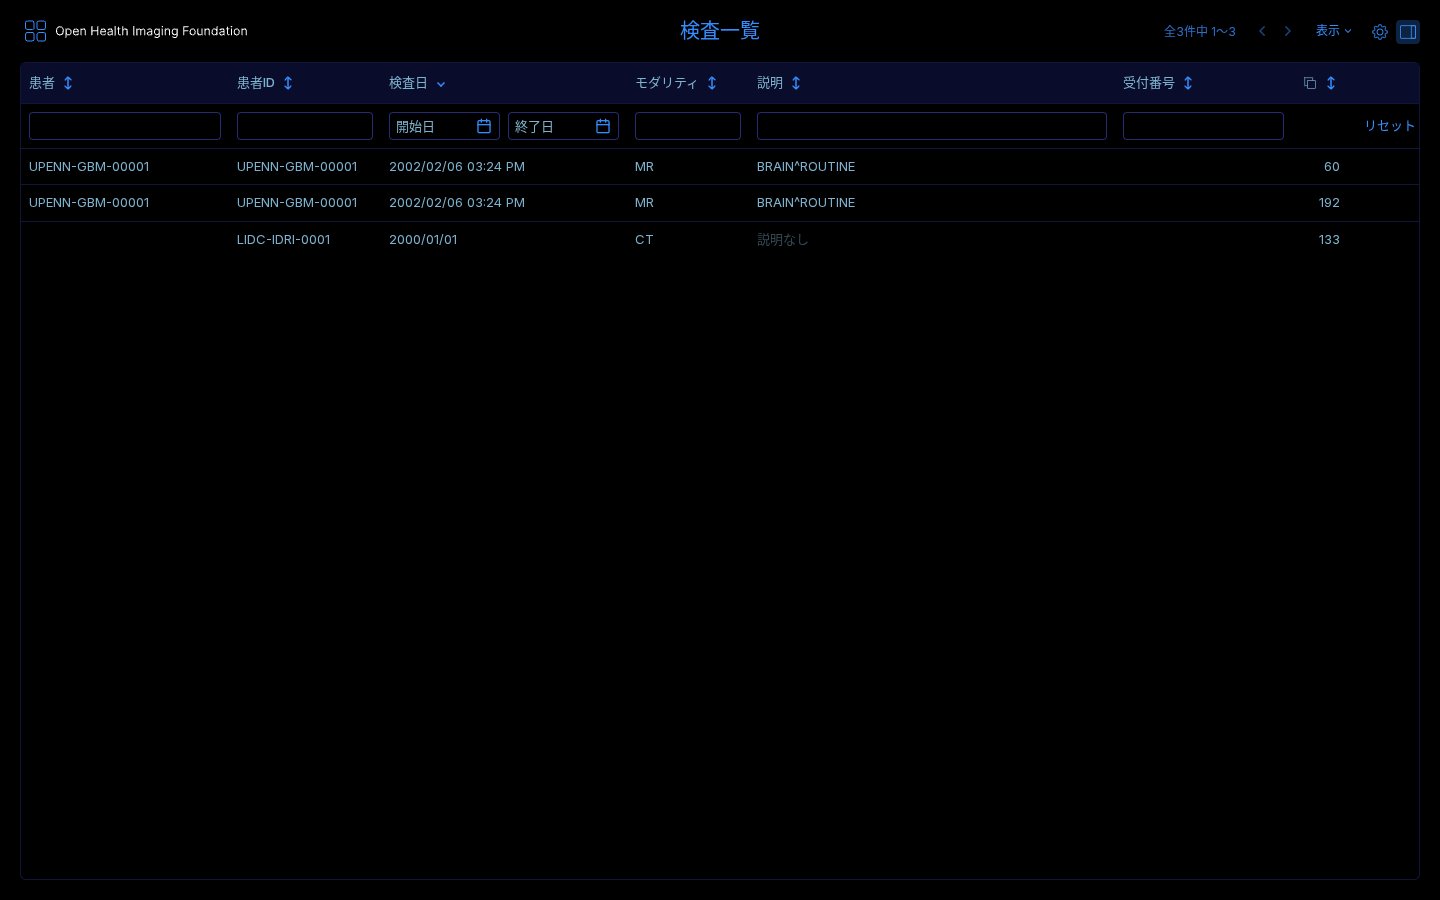 Open Health Imaging Foundation
検査一覧
全3件中 1〜3
表示
患者 患者ID 検査日 モダリティ 説明 受付番号
開始日 終了日 リセット
UPENN-GBM-00001 UPENN-GBM-00001 2002/02/06 03:24 PM MR BRAIN^ROUTINE 60
UPENN-GBM-00001 UPENN-GBM-00001 2002/02/06 03:24 PM MR BRAIN^ROUTINE 192
LIDC-IDRI-0001 2000/01/01 CT 説明なし 133